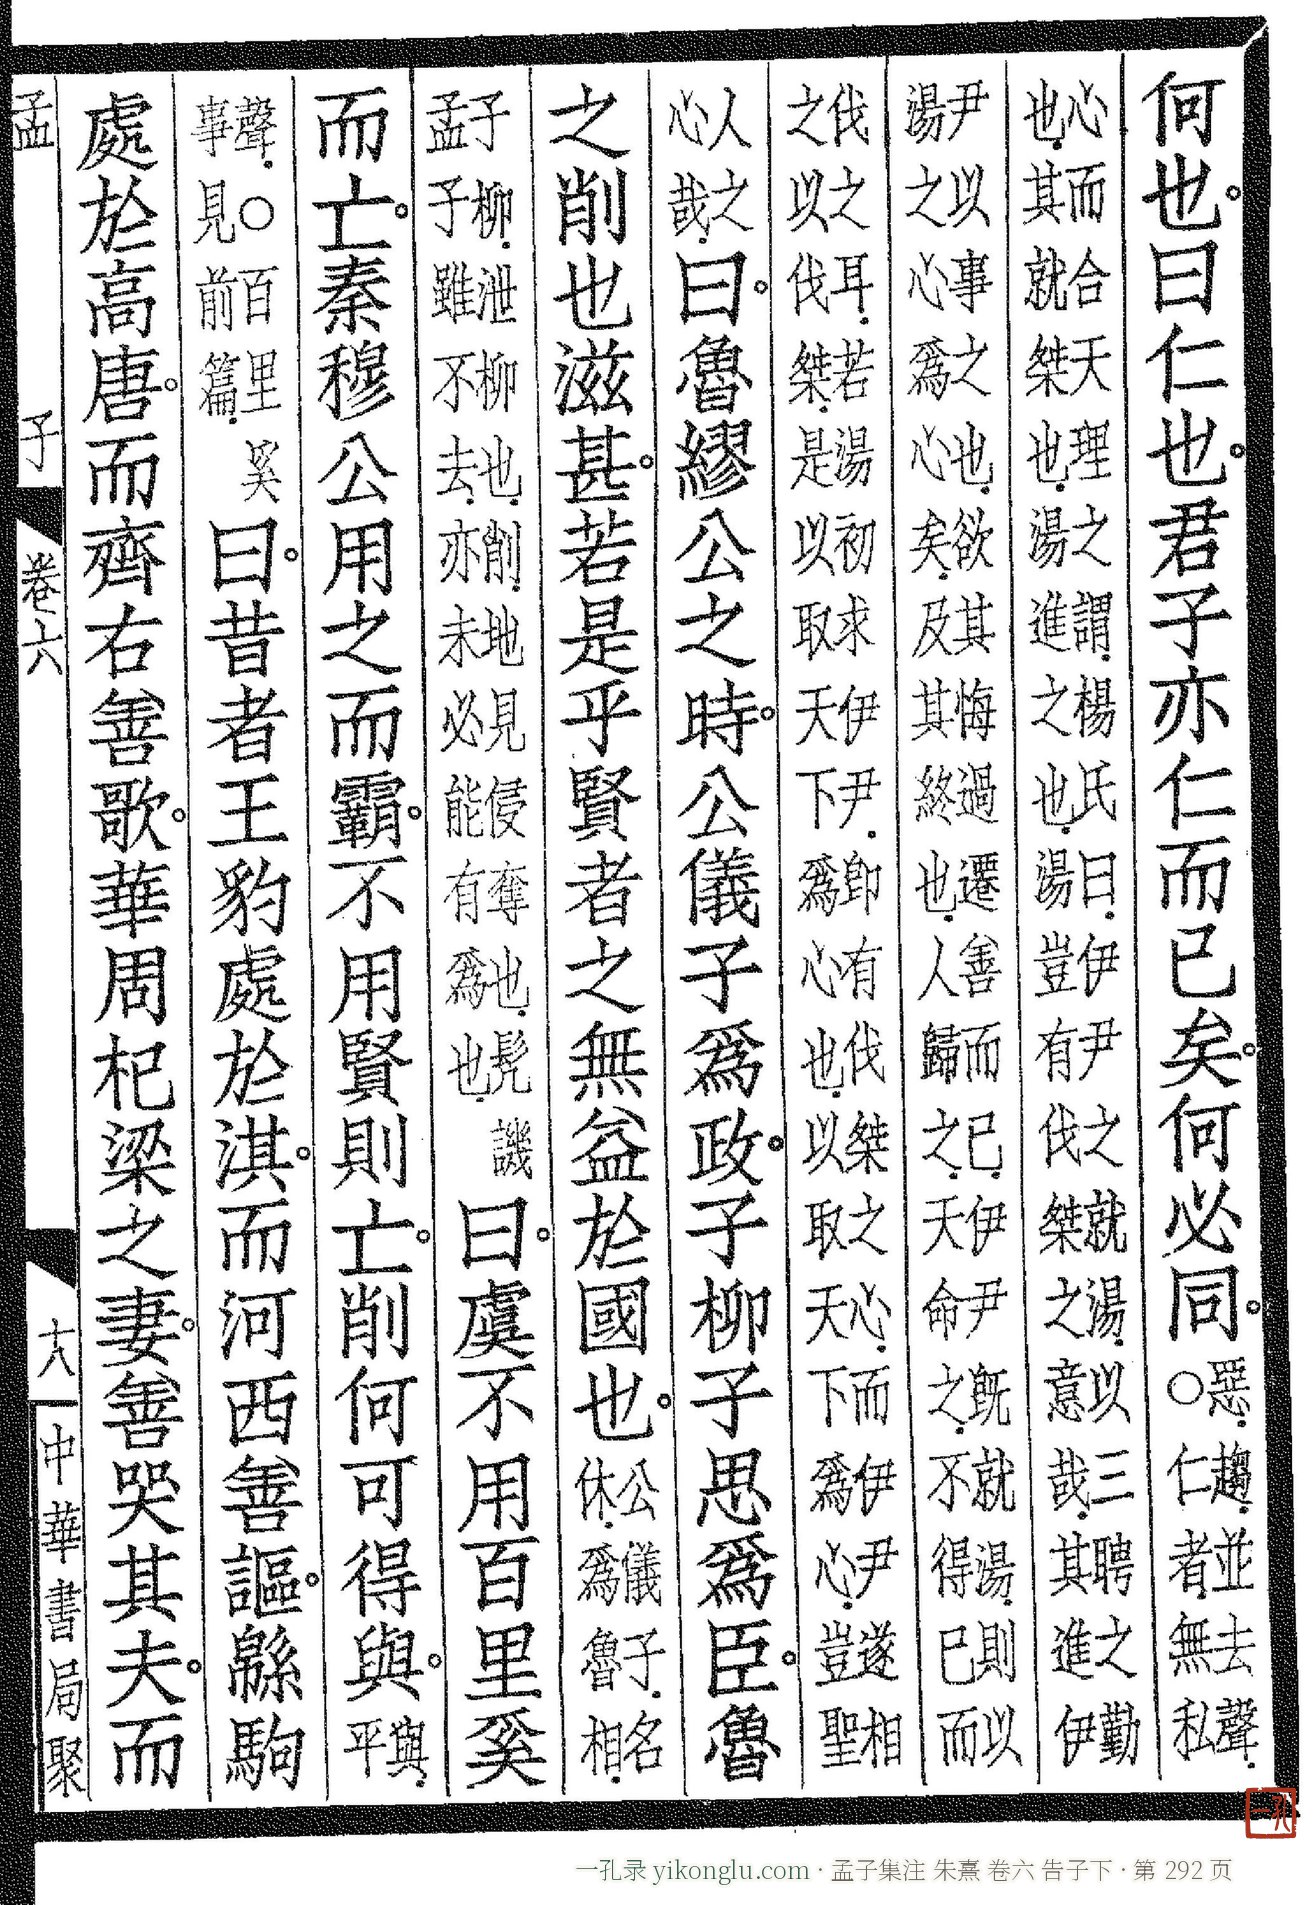 何也。曰仁也。君子亦仁而已矣。何必同。惡.趨.並去聲.
○仁者.無私
心而合天理之謂.楊氏曰.伊尹之就湯.以三聘之勤
也.其就桀也.湯進之也.湯豈有伐桀之意哉.其進伊
尹以事之也.欲其悔過遷善而已.伊尹旣就湯.則以
湯之心爲心矣.及其終也.人歸之.天命之.不得已而
伐之耳.若湯初求伊尹.即有伐桀之心.而伊尹遂相
之以伐桀.是以取天下爲心也.以取天下爲心.豈聖
人之
心哉.曰。魯繆公之時。公儀子爲政。子柳子思爲臣。魯
之削也滋甚。若是乎賢者之無益於國也。公儀子.名
休.爲魯相.
子柳.泄柳也.削.地見侵奪也.髡譏
孟子雖不去.亦未必能有爲也.曰。虞不用百里奚
而亡。秦穆公用之而霸。不用賢則亡。削何可得與。與.
平
聲.○百里奚
事見前篇.曰。昔者王豹處於淇。而河西善謳。緜駒
處於高唐。而齊右善歌。華周杞梁之妻。善哭其夫。而
孟子 卷六 十八 中華書局聚
一孔
一孔录 yikonglu.com · 孟子集注 朱熹 卷六 告子下 · 第 292 页